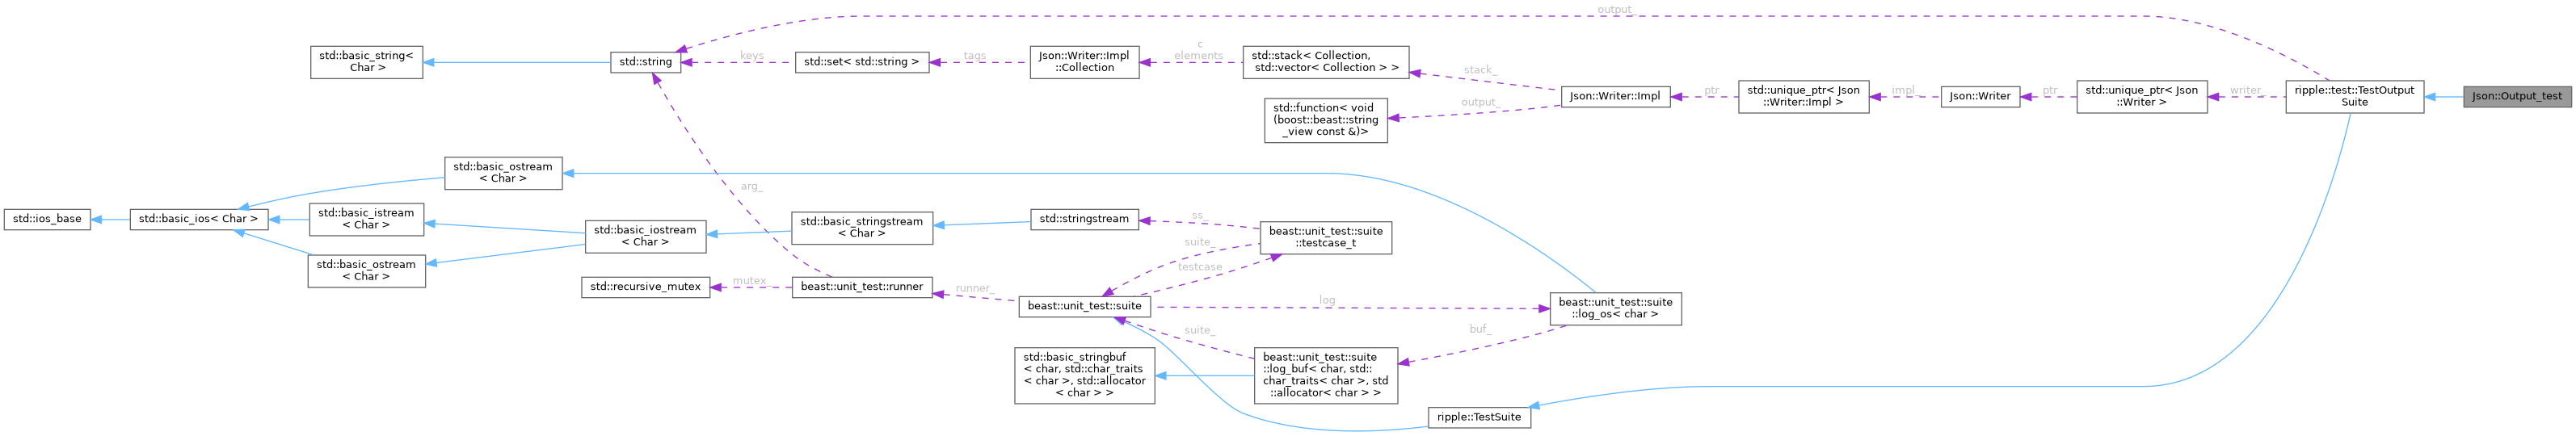 output_
std::basic_string<
Char >
std::string
keys
std::set< std::string >
tags
Json::Writer::Impl
::Collection
c
elements
std::stack< Collection,
std::vector< Collection > >
stack_
output_
std::function< void
(boost::beast::string
_view const &)>
Json::Writer::Impl
ptr
std::unique_ptr< Json
::Writer::Impl >
impl_
Json::Writer
ptr
std::unique_ptr< Json
::Writer >
writer_
ripple::test::TestOutput
Suite
Json::Output_test
std::basic_ostream
< Char >
arg_
std::ios_base
std::basic_ios< Char >
std::basic_istream
< Char >
std::basic_ostream
< Char >
std::basic_iostream
< Char >
std::basic_stringstream
< Char >
std::stringstream
ss_
suite_
testcase
beast::unit_test::suite
::testcase_t
std::recursive_mutex
mutex_
beast::unit_test::runner
runner_
beast::unit_test::suite
log
beast::unit_test::suite
::log_os< char >
buf_
suite_
std::basic_stringbuf
< char, std::char_traits
< char >, std::allocator
< char > >
beast::unit_test::suite
::log_buf< char, std::
char_traits< char >, std
::allocator< char > >
ripple::TestSuite